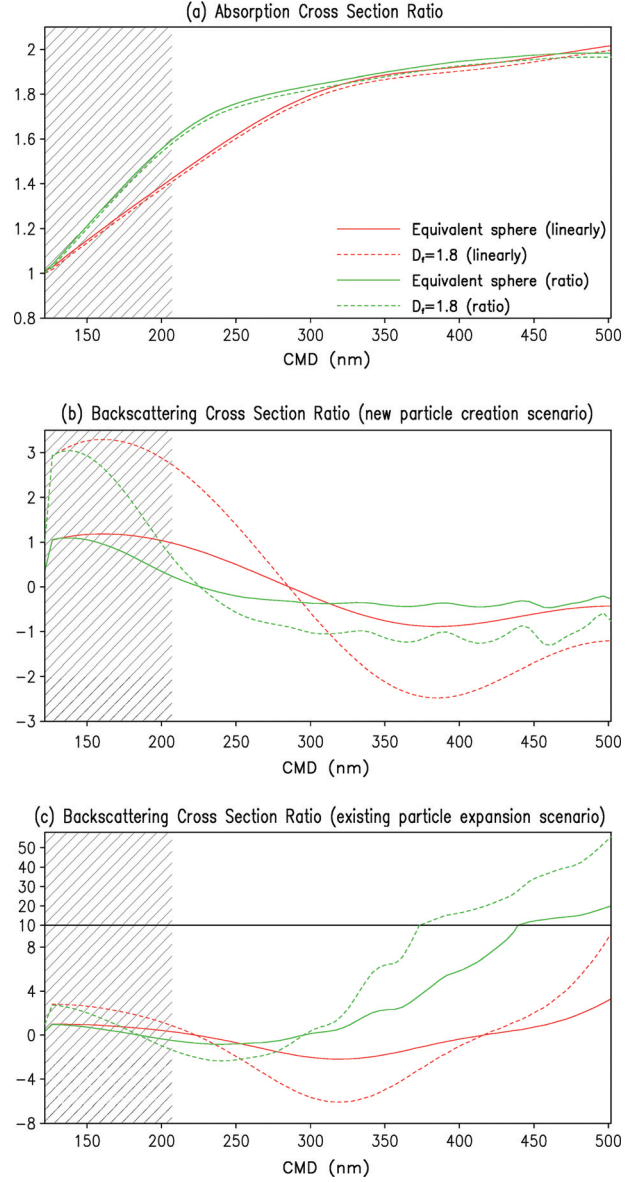 (a) Absorption Cross Section Ratio
2
1.8
1.6
1.4
1.2
1
0.8
Equivalent sphere (linearly)
Df=1.8 (linearly)
Equivalent sphere (ratio)
Df=1.8 (ratio)
150 200 250 300 350 400 450 500
CMD (nm)
(b) Backscattering Cross Section Ratio (new particle creation scenario)
3
2
1
0
-1
-2
-3
150 200 250 300 350 400 450 500
CMD (nm)
(c) Backscattering Cross Section Ratio (existing particle expansion scenario)
50
40
30
20
10
8
4
0
-4
-8
150 200 250 300 350 400 450 500
CMD (nm)